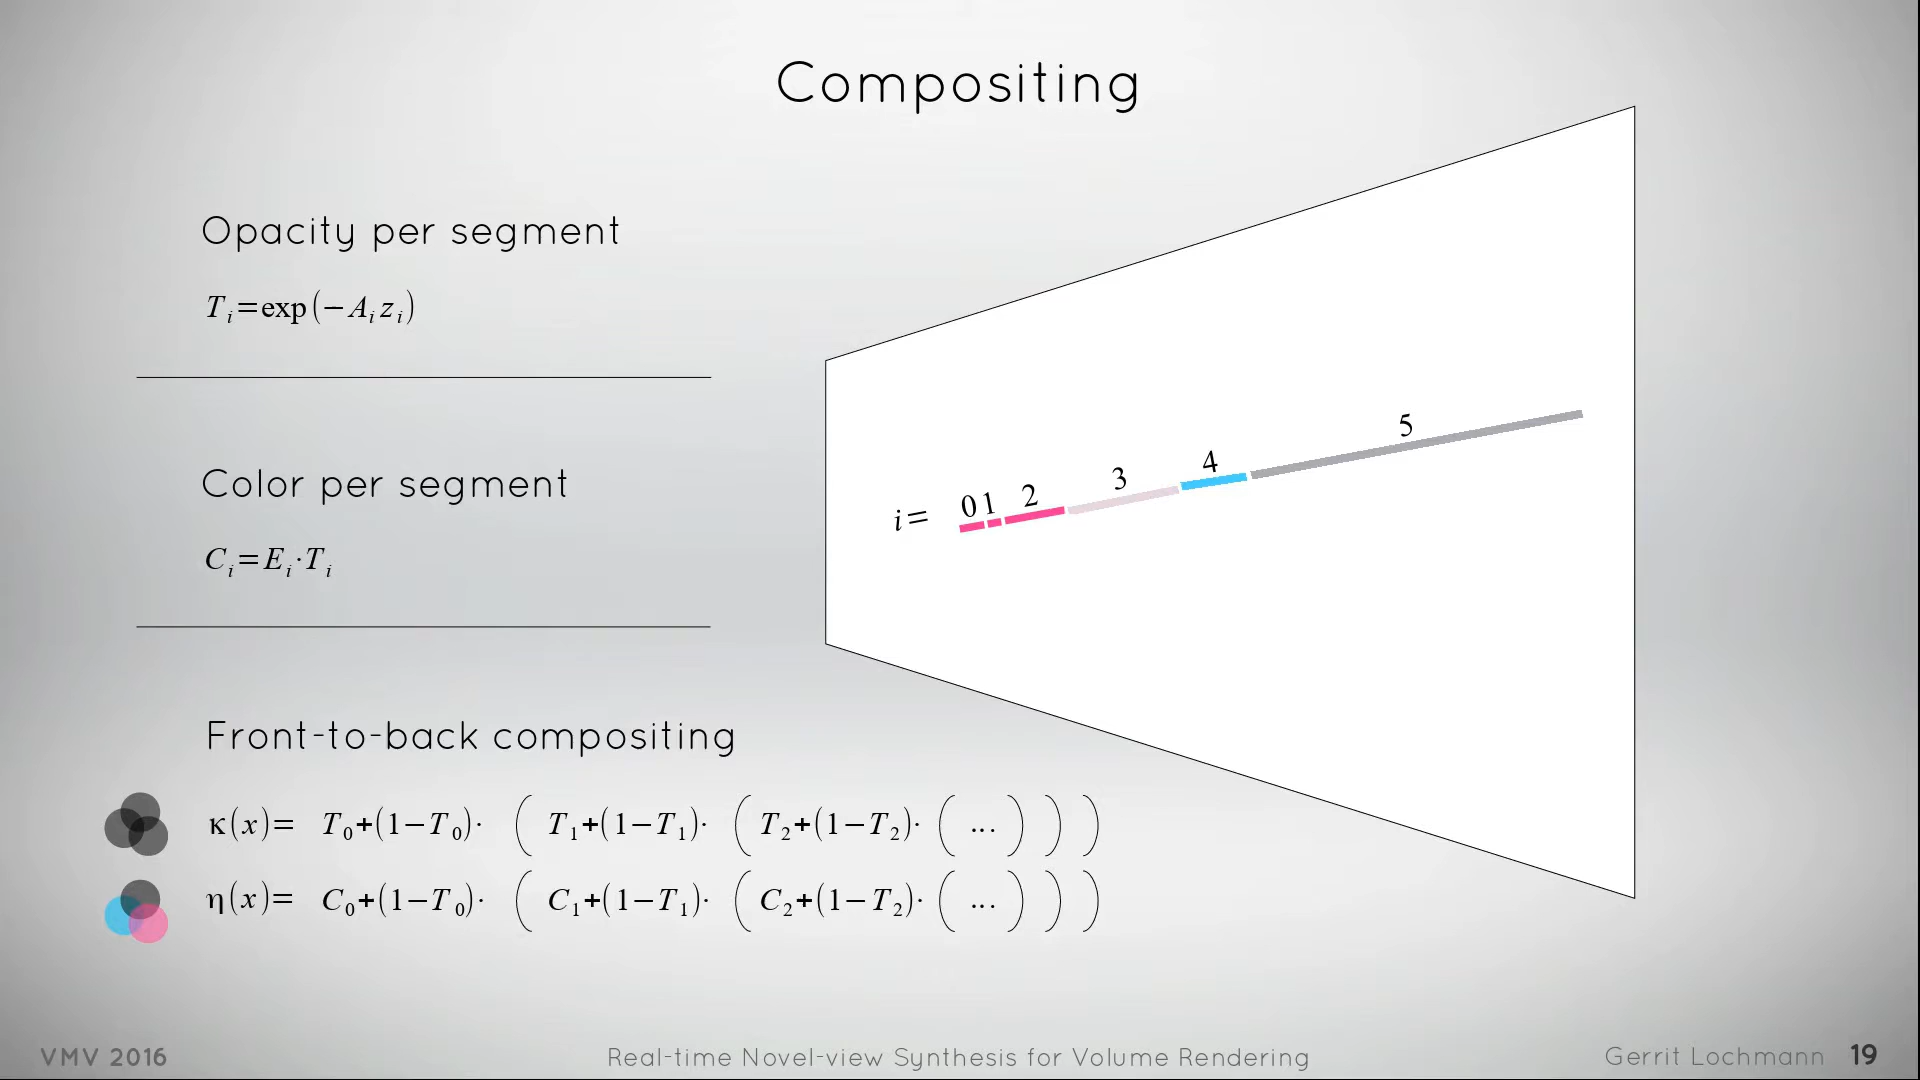 Compositing
Opacity per segment
T_i=exp(−A_i z_i)
Color per segment
C_i=E_i·T_i
i= 0 1 2 3 4 5
Front-to-back compositing
κ(x)= T_0+(1−T_0)· ( T_1+(1−T_1)· ( T_2+(1−T_2)· ( ... ) ) )
η(x)= C_0+(1−T_0)· ( C_1+(1−T_1)· ( C_2+(1−T_2)· ( ... ) ) )
VMV 2016 Real-time Novel-view Synthesis for Volume Rendering Gerrit Lochmann 19